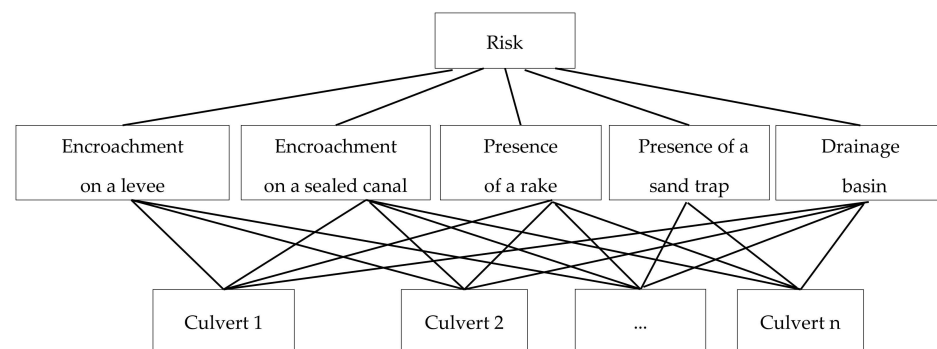 Risk
Encroachment
on a levee
Encroachment
on a sealed canal
Presence
of a rake
Presence of a
sand trap
Drainage
basin
Culvert 1
Culvert 2
...
Culvert n